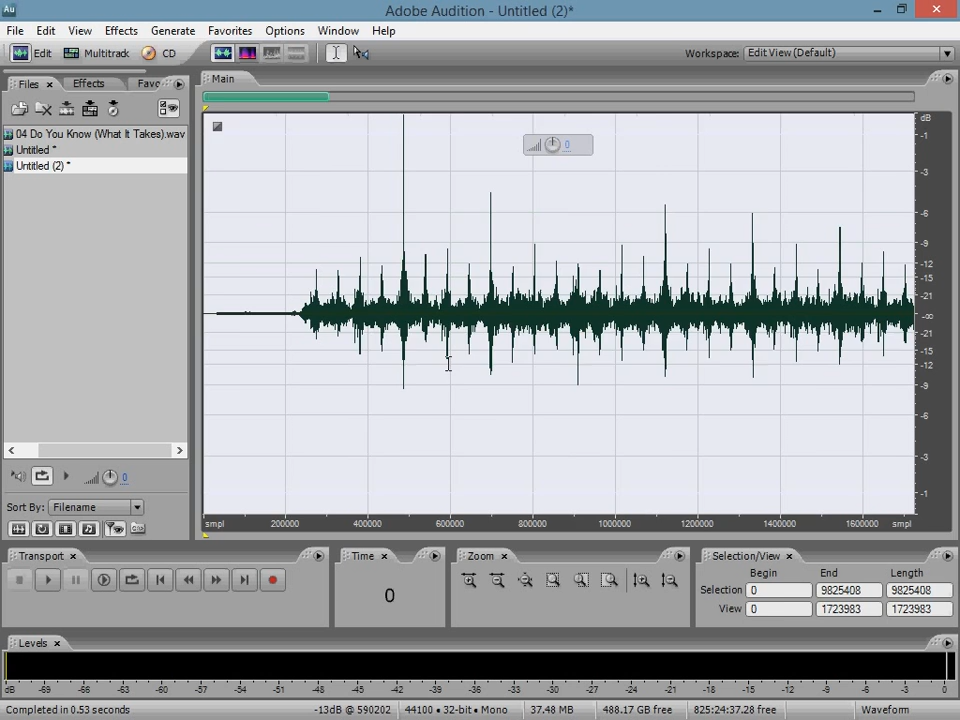 Au Adobe Audition - Untitled (2)*
File Edit View Effects Generate Favorites Options Window Help
Edit Multitrack CD Workspace: Edit View (Default)
Files Effects Favo Main
04 Do You Know (What It Takes).wav
Untitled *
Untitled (2) *
0
dB
-1
-3
-6
-9
-12
-15
-21
-∞
-21
-15
-12
-9
-6
-3
-1
0
Sort By: Filename
smpl 200000 400000 600000 800000 1000000 1200000 1400000 1600000 smpl
Transport Time Zoom Selection/View
0
Begin End Length
Selection 0 9825408 9825408
View 0 1723983 1723983
Levels
dB -69 -66 -63 -60 -57 -54 -51 -48 -45 -42 -39 -36 -33 -30 -27 -24 -21 -18 -15 -12 -9 -6 -3 0
Completed in 0.53 seconds -13dB @ 590202 44100 • 32-bit • Mono 37.48 MB 488.17 GB free 825:24:37.28 free Waveform